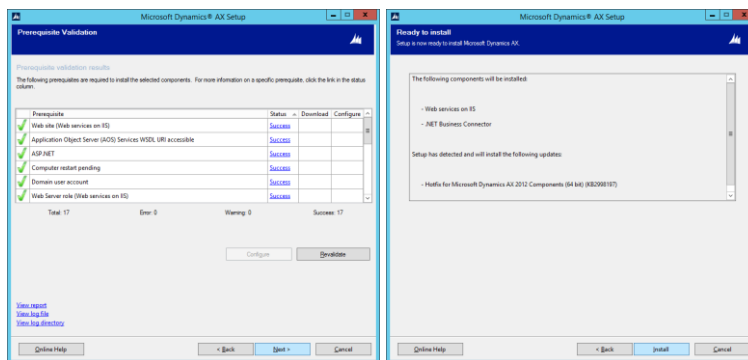 Microsoft Dynamics® AX Setup
Prerequisite Validation
Prerequisite validation results
The following prerequisites are required to install the selected components. For more information on a specific prerequisite, click the link in the status
column.
Prerequisite Status Download Configure
Web site (Web services on IIS) Success
Application Object Server (AOS) Services WSDL URI accessible Success
ASP.NET Success
Computer restart pending Success
Domain user account Success
Web Server role (Web services on IIS) Success
Total: 17 Error: 0 Warning: 0 Success: 17
Configure Revalidate
View report
View log file
View log directory
Online Help < Back Next > Cancel
Microsoft Dynamics® AX Setup
Ready to install
Setup is now ready to install Microsoft Dynamics AX.
The following components will be installed:
- Web services on IIS
- .NET Business Connector
Setup has detected and will install the following updates:
- Hotfix for Microsoft Dynamics AX 2012 Components (64 bit) (KB2998197)
Online Help < Back Install Cancel